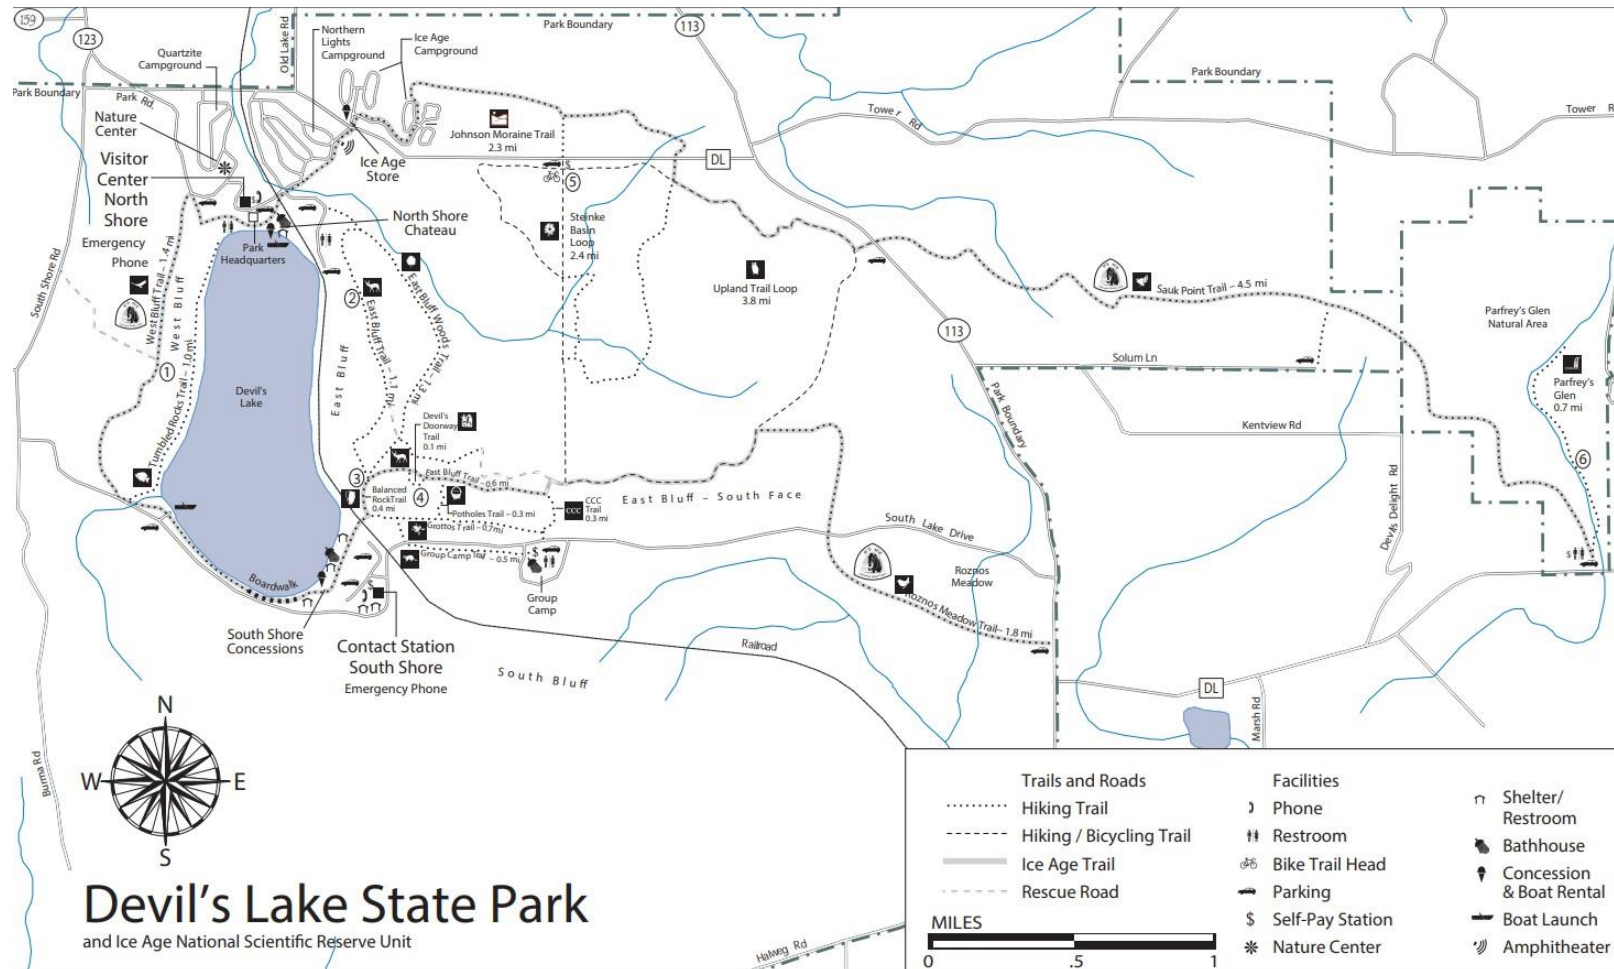 159
123
Old Lake Rd
Northern
Lights
Campground
Ice Age
Campground
Park Boundary
113
Quartzite
Campground
Park Boundary
Park Boundary
Park Rd.
Nature
Center
Johnson Moraine Trail
2.3 mi
Tower Rd
Tower R
Visitor
Center
North
Shore
Ice Age
Store
DL
$
5
Emergency
Phone
$
North Shore
Chateau
Steinke
Basin
Loop
2.4 mi
Park
Headquarters
South Shore Rd
West Bluff Trail – 1.4 mi
West Bluff
Tumbled Rocks Trail – 1.0 mi
1
2
East Bluff
East Bluff Trail – 1.1 mi
East Bluff Woods Trail – 1.3 mi
Upland Trail Loop
3.8 mi
Sauk Point Trail – 4.5 mi
Parfrey's Glen
Natural Area
113
Solum Ln
Devil's
Lake
Park Boundary
Parfrey's
Glen
0.7 mi
Devil's
Doorway
Trail
0.1 mi
Kentview Rd
6
3
East Bluff Trail – 0.6 mi
Balanced
RockTrail
0.4 mi
4
Potholes Trail – 0.3 mi
CCC
CCC
Trail
0.3 mi
East Bluff – South Face
Grottos Trail – 0.7 mi
South Lake Drive
Devils Delight Rd
Group Camp Trail – 0.5 mi
$
$
Boardwalk
$
Group
Camp
Roznos
Meadow
Roznos Meadow Trail – 1.8 mi
South Shore
Concessions
Contact Station
South Shore
Emergency Phone
Railroad
South Bluff
DL
Marsh Rd
Burma Rd
N
W
E
S
Devil's Lake State Park
and Ice Age National Scientific Reserve Unit
Halweg Rd
Trails and Roads
Hiking Trail
Hiking / Bicycling Trail
Ice Age Trail
Rescue Road
MILES
0
.5
1
Facilities
Phone
Restroom
Bike Trail Head
Parking
$ Self-Pay Station
Nature Center
Shelter/
Restroom
Bathhouse
Concession
& Boat Rental
Boat Launch
Amphitheater